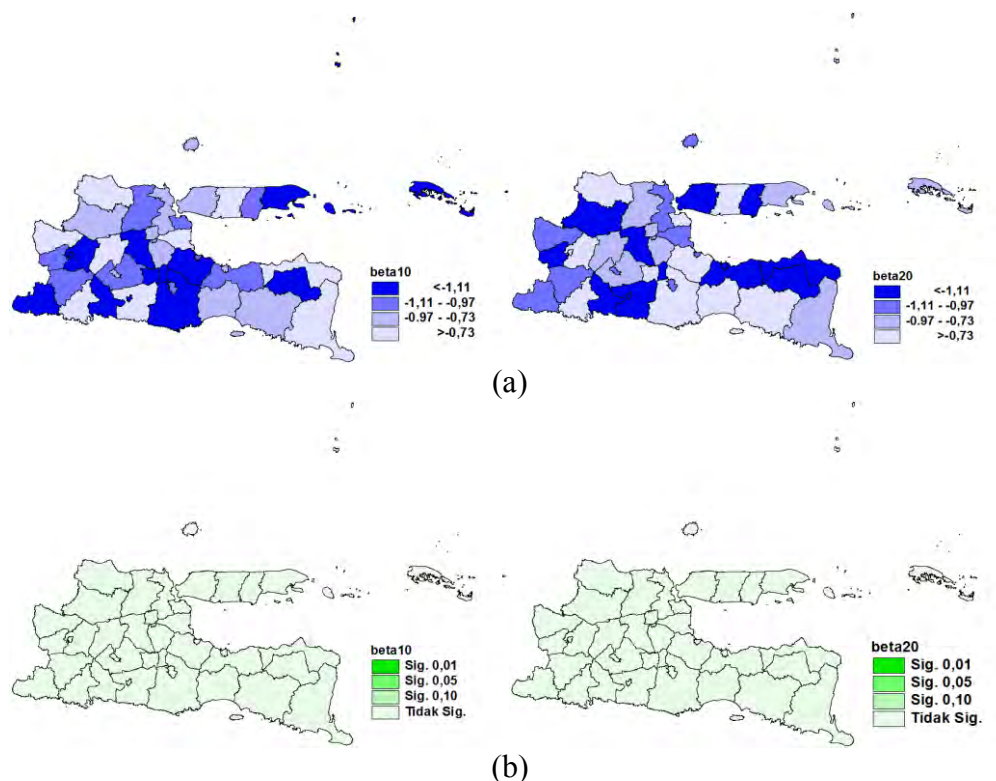 beta10
<-1,11
-1,11 - -0,97
-0.97 - -0,73
>-0,73
beta20
<-1,11
-1,11 - -0,97
-0.97 - -0,73
>-0,73
(a)
beta10
Sig. 0,01
Sig. 0,05
Sig. 0,10
Tidak Sig.
beta20
Sig. 0,01
Sig. 0,05
Sig. 0,10
Tidak Sig.
(b)